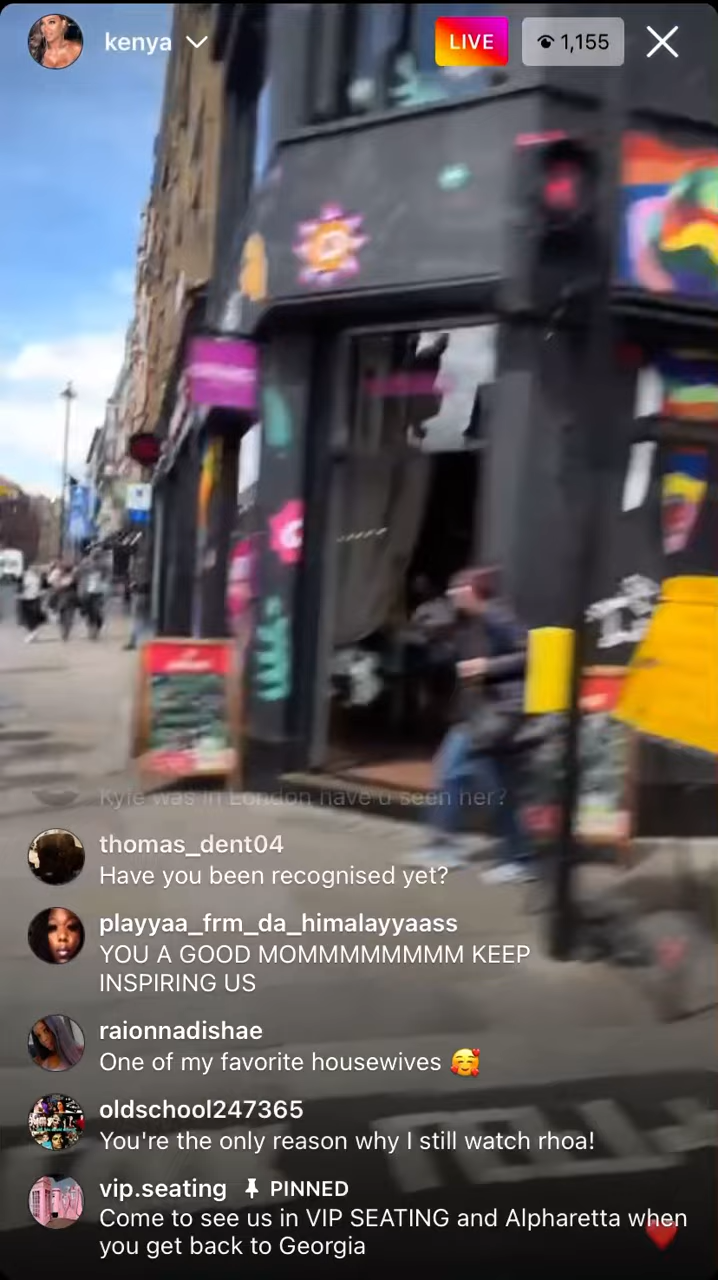 kenya
LIVE
1,155
Kyle was in London have u seen her?
thomas_dent04
Have you been recognised yet?
playyaa_frm_da_himalayyaass
YOU A GOOD MOMMMMMMMM KEEP
INSPIRING US
raionnadishae
One of my favorite housewives 🥰
oldschool247365
You're the only reason why I still watch rhoa!
vip.seating PINNED
Come to see us in VIP SEATING and Alpharetta when
you get back to Georgia